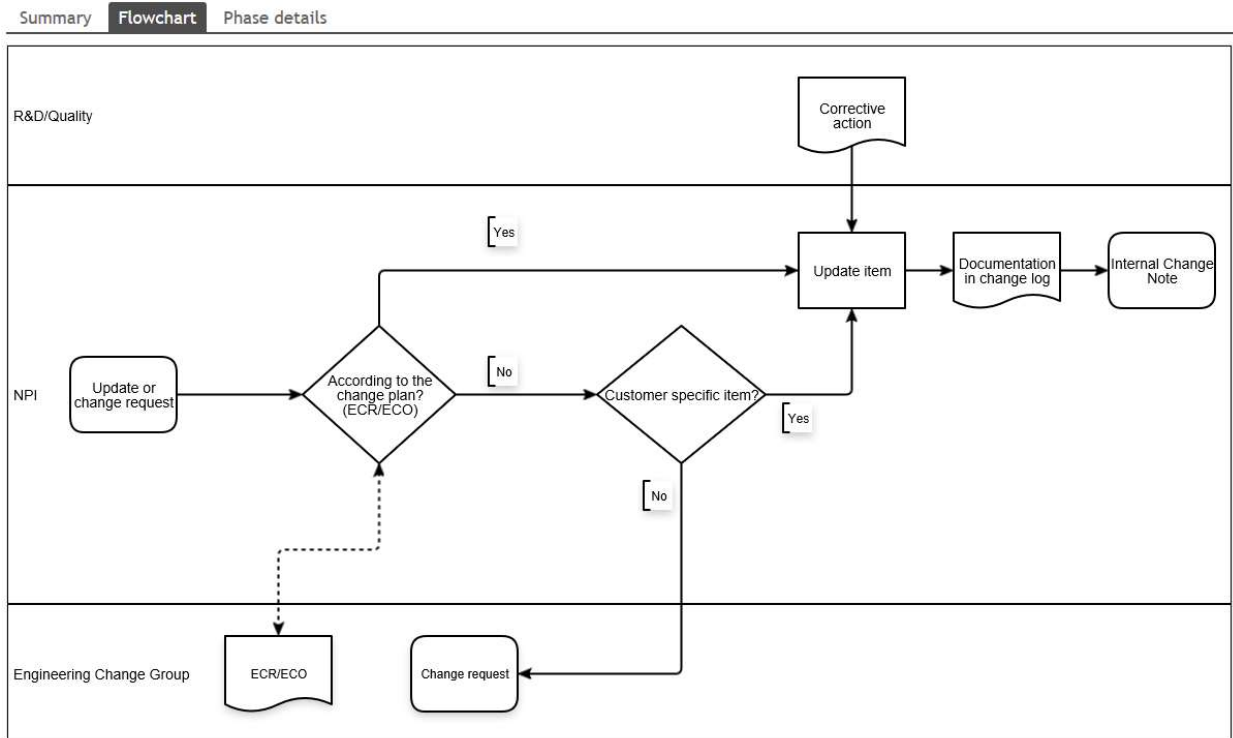 Summary
Flowchart
Phase details
R&D/Quality
Corrective
action
Yes
Update item
Documentation
in change log
Internal Change
Note
NPI
Update or
change request
According to the
change plan?
(ECR/ECO)
No
Customer specific item?
Yes
No
Engineering Change Group
ECR/ECO
Change request